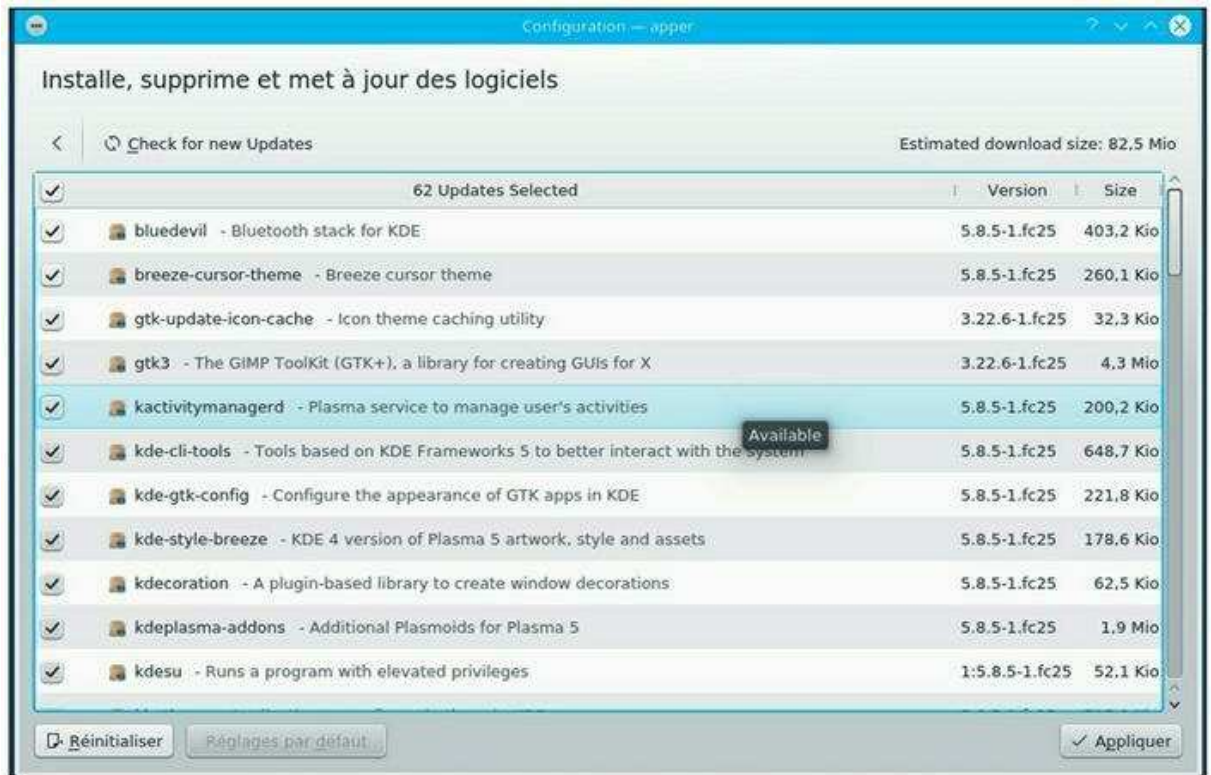 Configuration — apper
Installe, supprime et met à jour des logiciels
Check for new Updates Estimated download size: 82,5 Mio
62 Updates Selected Version Size
bluedevil - Bluetooth stack for KDE 5.8.5-1.fc25 403,2 Kio
breeze-cursor-theme - Breeze cursor theme 5.8.5-1.fc25 260,1 Kio
gtk-update-icon-cache - Icon theme caching utility 3.22.6-1.fc25 32,3 Kio
gtk3 - The GIMP ToolKit (GTK+), a library for creating GUIs for X 3.22.6-1.fc25 4,3 Mio
kactivitymanagerd - Plasma service to manage user's activities 5.8.5-1.fc25 200,2 Kio
Available
kde-cli-tools - Tools based on KDE Frameworks 5 to better interact with the system 5.8.5-1.fc25 648,7 Kio
kde-gtk-config - Configure the appearance of GTK apps in KDE 5.8.5-1.fc25 221,8 Kio
kde-style-breeze - KDE 4 version of Plasma 5 artwork, style and assets 5.8.5-1.fc25 178,6 Kio
kdecoration - A plugin-based library to create window decorations 5.8.5-1.fc25 62,5 Kio
kdeplasma-addons - Additional Plasmoids for Plasma 5 5.8.5-1.fc25 1,9 Mio
kdesu - Runs a program with elevated privileges 1:5.8.5-1.fc25 52,1 Kio
Réinitialiser Réglages par défaut Appliquer